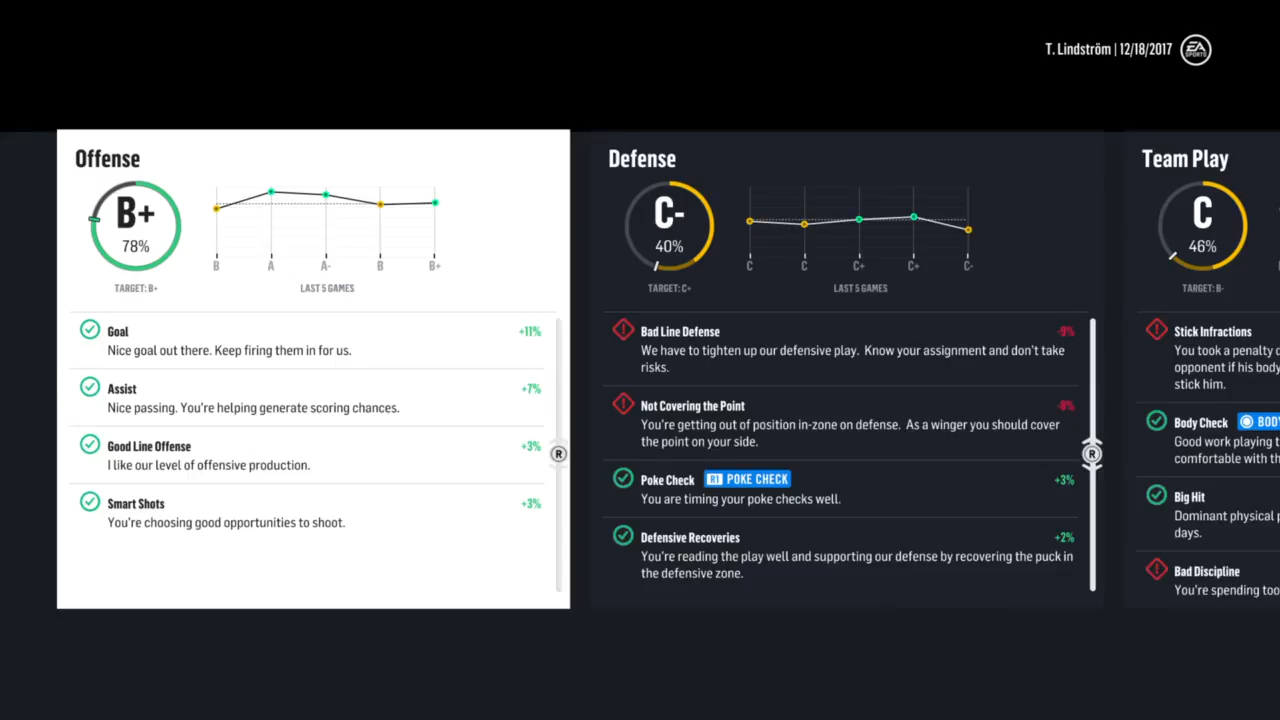 T. Lindström | 12/18/2017
EA
SPORTS
Offense
B+
78%
TARGET: B+
B A A- B B+
LAST 5 GAMES
Goal +11%
Nice goal out there. Keep firing them in for us.
Assist +7%
Nice passing. You're helping generate scoring chances.
Good Line Offense +3%
I like our level of offensive production.
Smart Shots +3%
You're choosing good opportunities to shoot.
R
Defense
C-
40%
TARGET: C+
C C C+ C+ C-
LAST 5 GAMES
Bad Line Defense -9%
We have to tighten up our defensive play. Know your assignment and don't take
risks.
Not Covering the Point
You're getting out of position in-zone on defense. As a winger you should cover
the point on your side.
Poke Check R1 POKE CHECK +3%
You are timing your poke checks well.
Defensive Recoveries +2%
You're reading the play well and supporting our defense by recovering the puck in
the defensive zone.
R
Team Play
C
46%
TARGET: B-
Stick Infractions
You took a penalty
opponent if his body
stick him.
Body Check
Good work playing
comfortable with
Big Hit
Dominant physical
days.
Bad Discipline
You're spending too